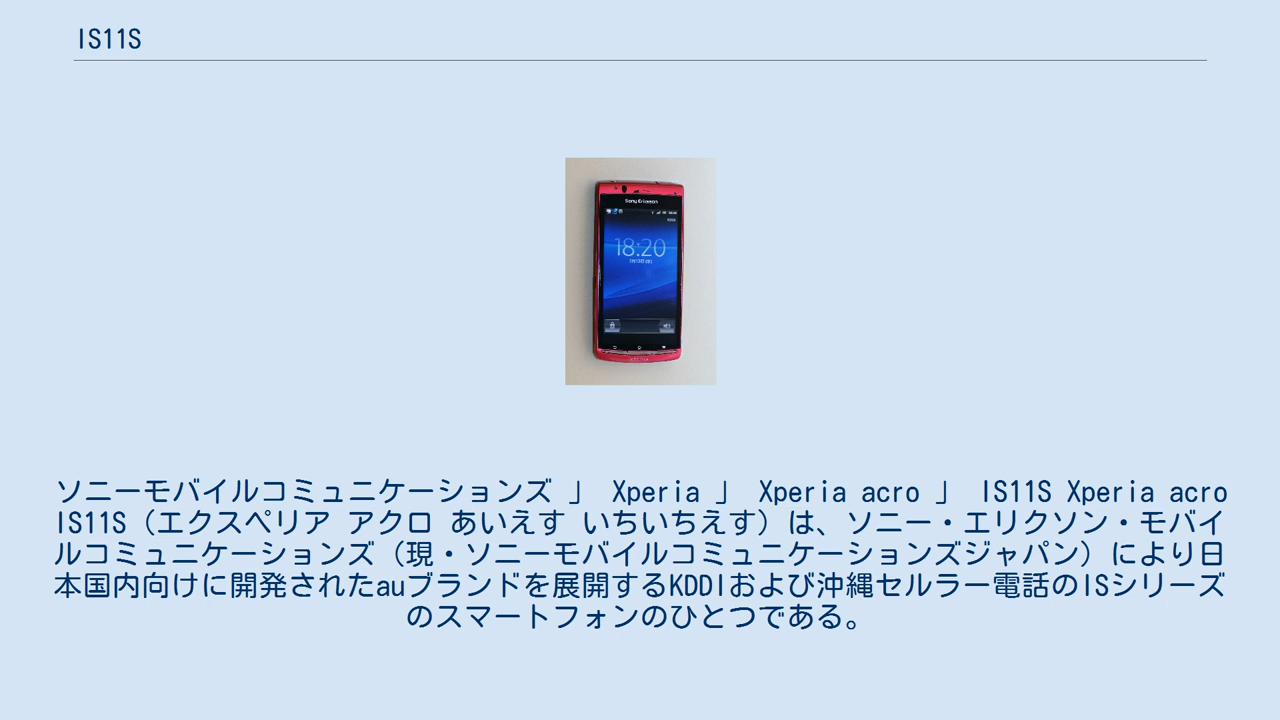 IS11S
Sony Ericsson
18:20
ソニーモバイルコミュニケーションズ 」 Xperia 」 Xperia acro 」 IS11S Xperia acro
IS11S（エクスペリア アクロ あいえす いちいちえす）は、ソニー・エリクソン・モバイ
ルコミュニケーションズ（現・ソニーモバイルコミュニケーションズジャパン）により日
本国内向けに開発されたauブランドを展開するKDDIおよび沖縄セルラー電話のISシリーズ
のスマートフォンのひとつである。